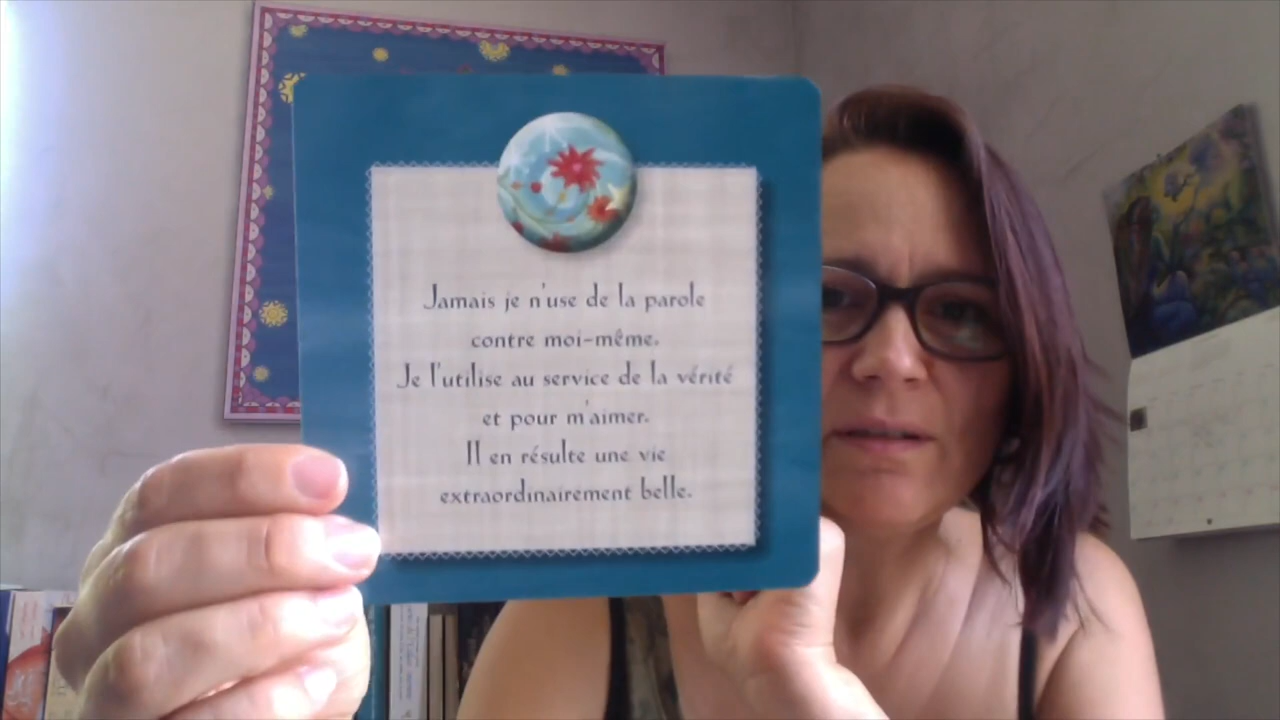 Jamais je n'use de la parole
contre moi-même.
Je l'utilise au service de la vérité
et pour m'aimer.
Il en résulte une vie
extraordinairement belle.